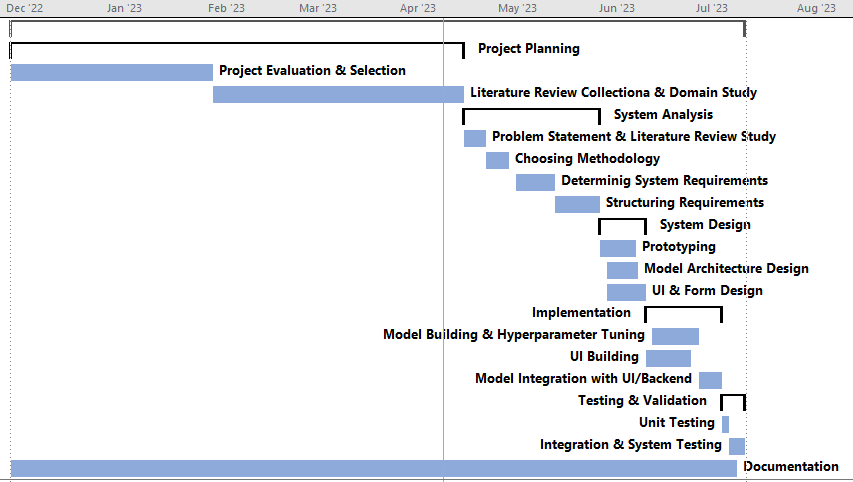 Dec '22 Jan '23 Feb '23 Mar '23 Apr '23 May '23 Jun '23 Jul '23 Aug '23
Project Planning
Project Evaluation & Selection
Literature Review Collectiona & Domain Study
System Analysis
Problem Statement & Literature Review Study
Choosing Methodology
Determinig System Requirements
Structuring Requirements
System Design
Prototyping
Model Architecture Design
UI & Form Design
Implementation
Model Building & Hyperparameter Tuning
UI Building
Model Integration with UI/Backend
Testing & Validation
Unit Testing
Integration & System Testing
Documentation